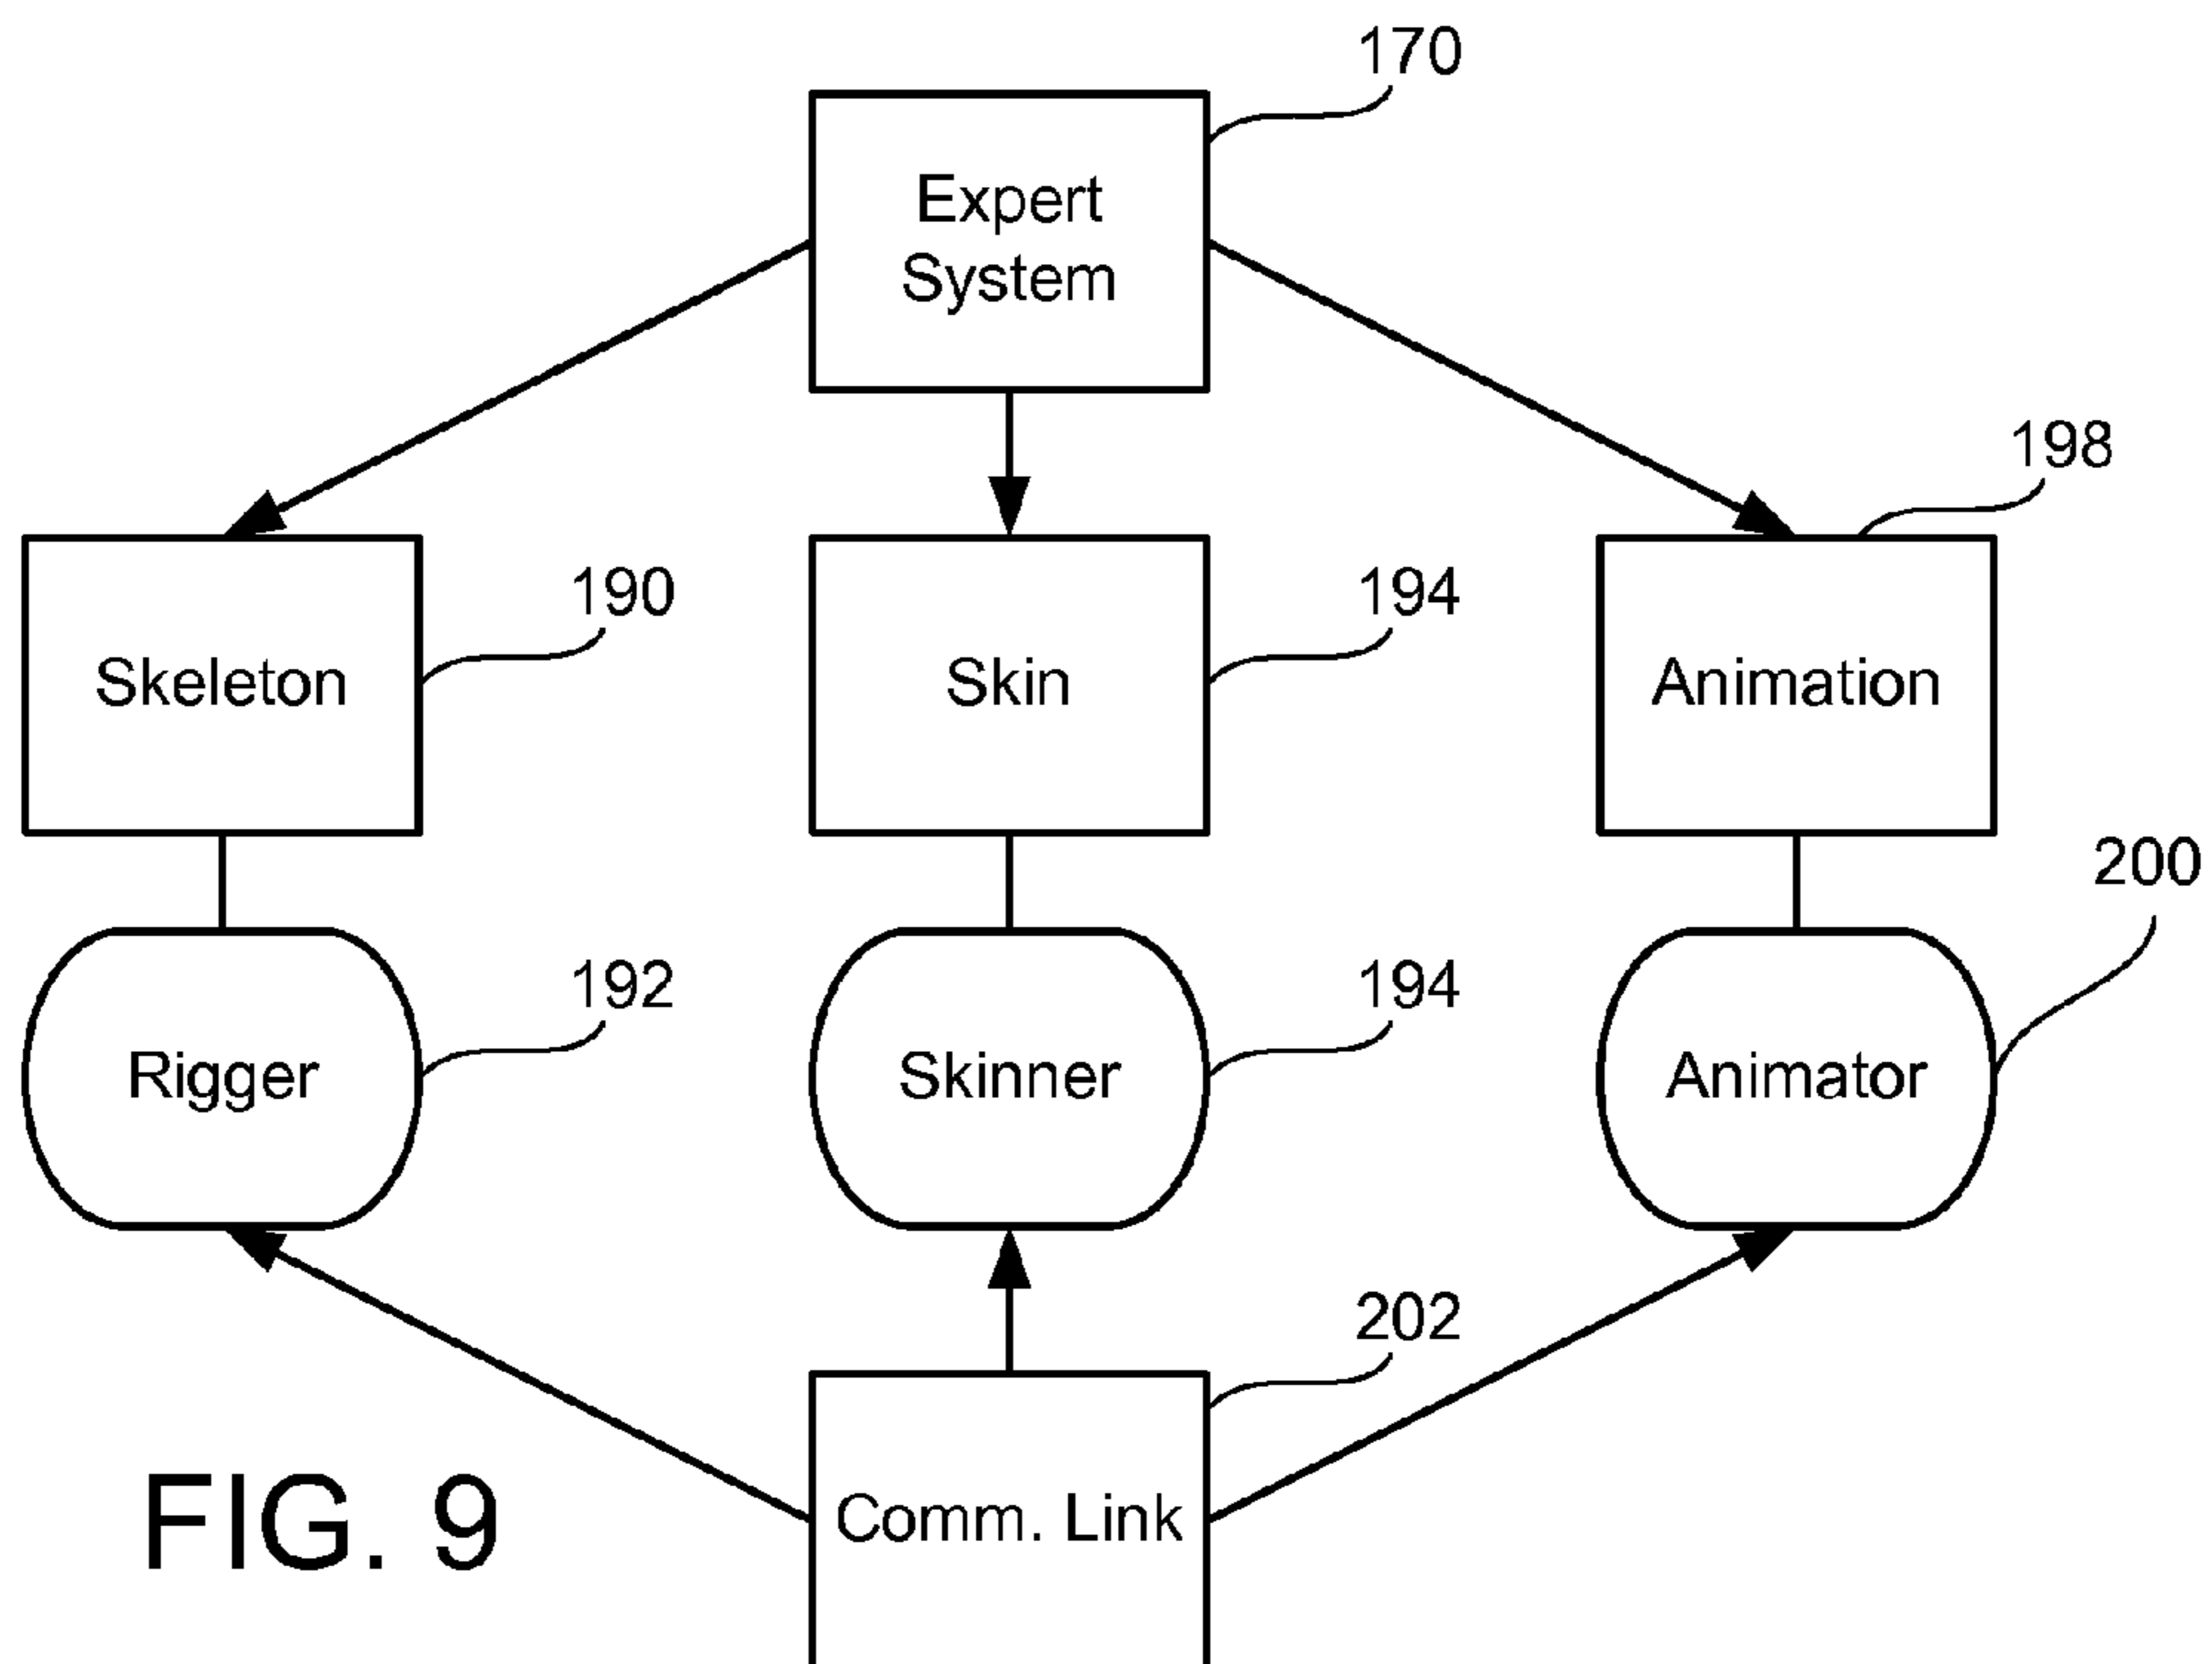 170
Expert
System
198
190
194
Skeleton
Skin
Animation
200
192
194
Rigger
Skinner
Animator
202
Comm. Link
FIG. 9